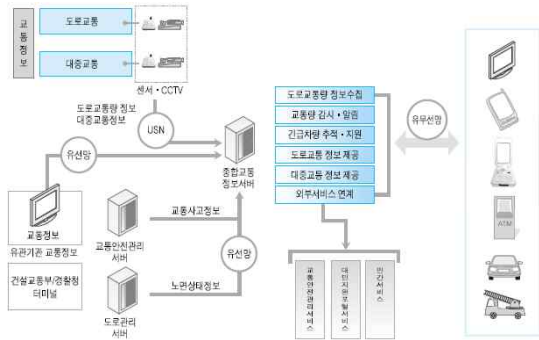 교통정보
도로교통
대중교통
센서·CCTV
도로교통량 정보
대중교통정보
USN
유선망
종합교통
정보서버
교통정보
유관기관 교통정보
건설교통부/경찰청
터미널
교통안전관리
서버
교통사고정보
유선망
노면상태정보
도로관리
서버
도로교통량 정보수집
교통량 감시·알림
긴급차량 추적·지원
도로교통 정보 제공
대중교통 정보 제공
외부서비스 연계
유무선망
교통안전관리서비스
대민지원포털서비스
민간서비스
ATM